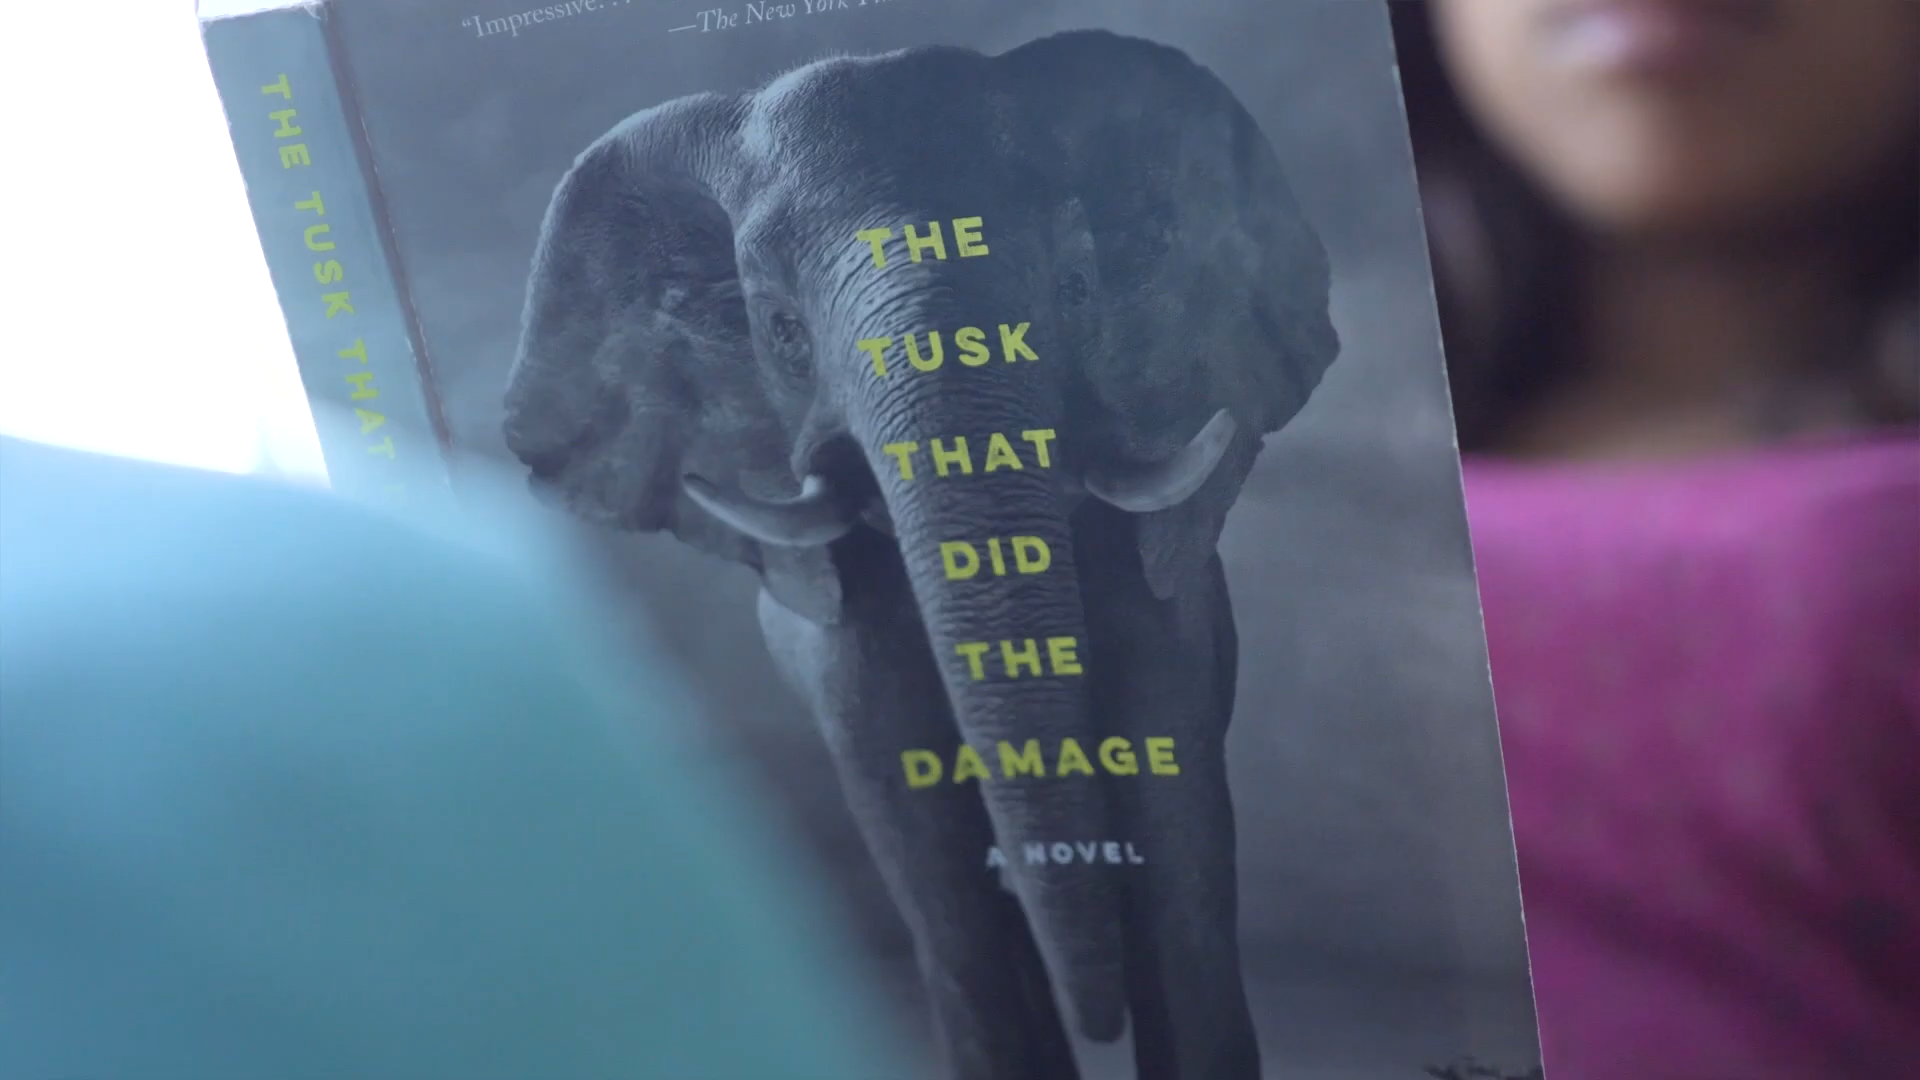 "Impressive. . .
—The New York
THE
TUSK
THAT
DID
THE
DAMAGE
A NOVEL
THE TUSK THAT